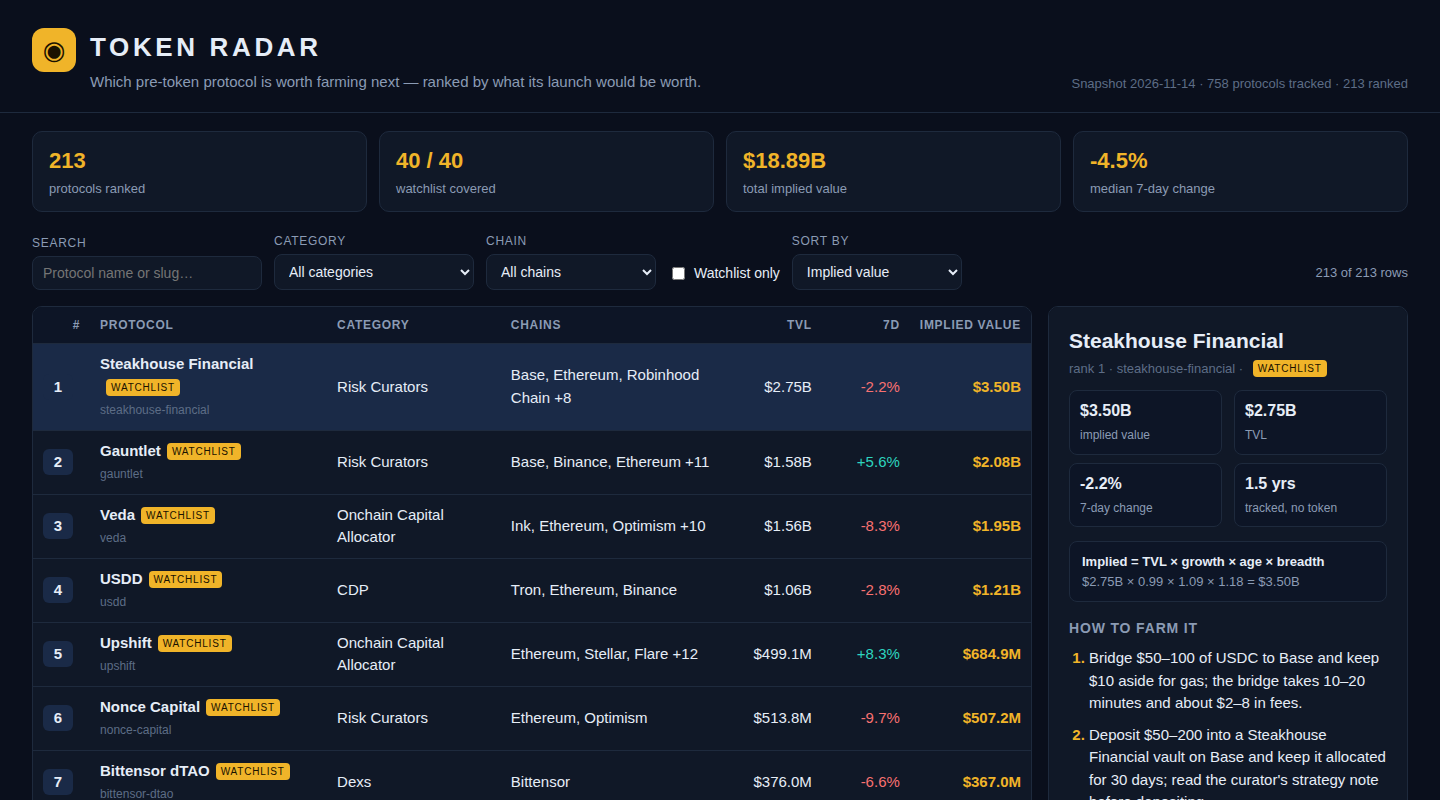 TOKEN RADAR
Which pre-token protocol is worth farming next — ranked by what its launch would be worth.
Snapshot 2026-11-14 · 758 protocols tracked · 213 ranked
213
protocols ranked
40 / 40
watchlist covered
$18.89B
total implied value
-4.5%
median 7-day change
SEARCH
Protocol name or slug…
CATEGORY
All categories
CHAIN
All chains
Watchlist only
SORT BY
Implied value
213 of 213 rows
# PROTOCOL CATEGORY CHAINS TVL 7D IMPLIED VALUE
1
Steakhouse Financial
WATCHLIST
steakhouse-financial
Risk Curators
Base, Ethereum, Robinhood
Chain +8
$2.75B
-2.2%
$3.50B
2
Gauntlet WATCHLIST
gauntlet
Risk Curators
Base, Binance, Ethereum +11
$1.58B
+5.6%
$2.08B
3
Veda WATCHLIST
veda
Onchain Capital
Allocator
Ink, Ethereum, Optimism +10
$1.56B
-8.3%
$1.95B
4
USDD WATCHLIST
usdd
CDP
Tron, Ethereum, Binance
$1.06B
-2.8%
$1.21B
5
Upshift WATCHLIST
upshift
Onchain Capital
Allocator
Ethereum, Stellar, Flare +12
$499.1M
+8.3%
$684.9M
6
Nonce Capital WATCHLIST
nonce-capital
Risk Curators
Ethereum, Optimism
$513.8M
-9.7%
$507.2M
7
Bittensor dTAO WATCHLIST
bittensor-dtao
Dexs
Bittensor
$376.0M
-6.6%
$367.0M
Steakhouse Financial
rank 1 · steakhouse-financial · WATCHLIST
$3.50B
implied value
$2.75B
TVL
-2.2%
7-day change
1.5 yrs
tracked, no token
Implied = TVL × growth × age × breadth
$2.75B × 0.99 × 1.09 × 1.18 = $3.50B
HOW TO FARM IT
1. Bridge $50–100 of USDC to Base and keep
$10 aside for gas; the bridge takes 10–20
minutes and about $2–8 in fees.
2. Deposit $50–200 into a Steakhouse
Financial vault on Base and keep it allocated
for 30 days; read the curator's strategy note
before depositing.